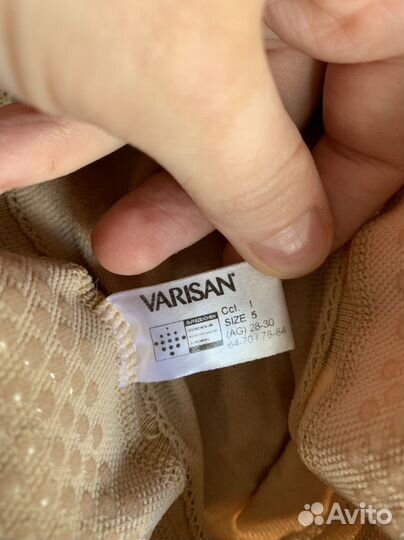 VARISAN
Ccl. I
SIZE 5
(AG) 28-30
64-70 / 78-84
Avito